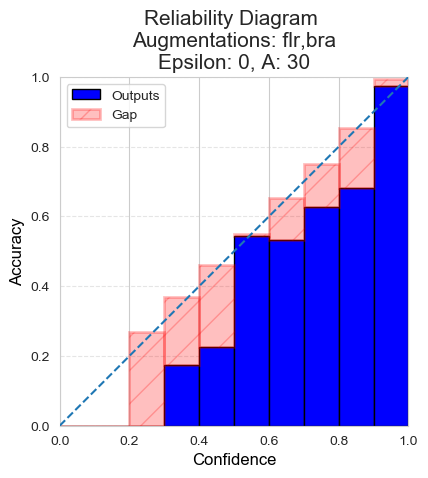 Reliability Diagram
Augmentations: flr,bra
Epsilon: 0, A: 30
1.0
Outputs
Gap
0.8
0.6
0.4
0.2
0.0
Accuracy
0.0 0.2 0.4 0.6 0.8 1.0
Confidence